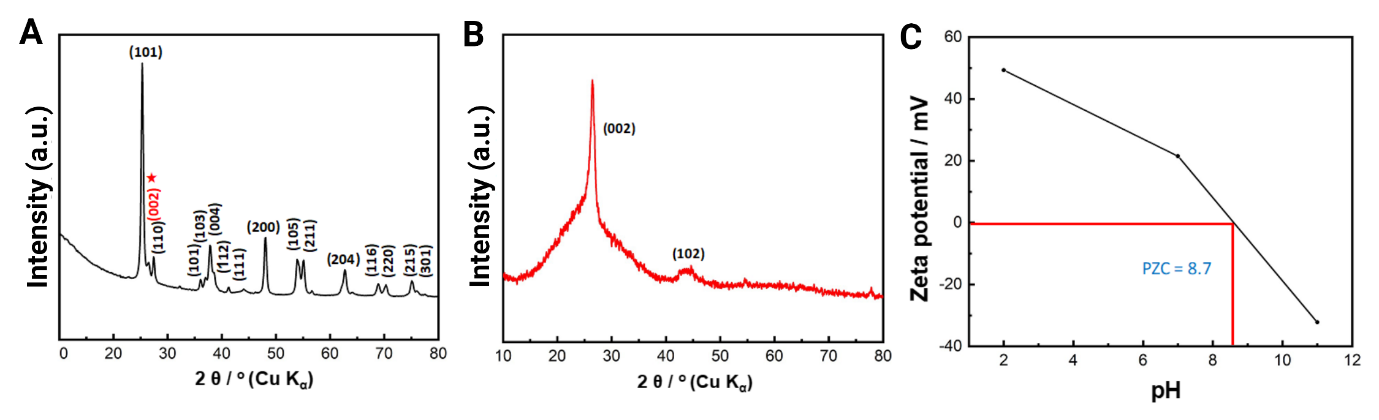 A
Intensity (a.u.)
(101)
★
(002)
(110)
(101)
(103)
(004)
(112)
(111)
(200)
(105)
(211)
(204)
(116)
(220)
(215)
(301)
0 20 30 40 50 60 70 80
2 θ / ° (Cu Kα)
B
Intensity (a.u.)
(002)
(102)
10 20 30 40 50 60 70 80
2 θ / ° (Cu Kα)
C
Zeta potential / mV
60
40
20
0
-20
-40
PZC = 8.7
2 4 6 8 10 12
pH